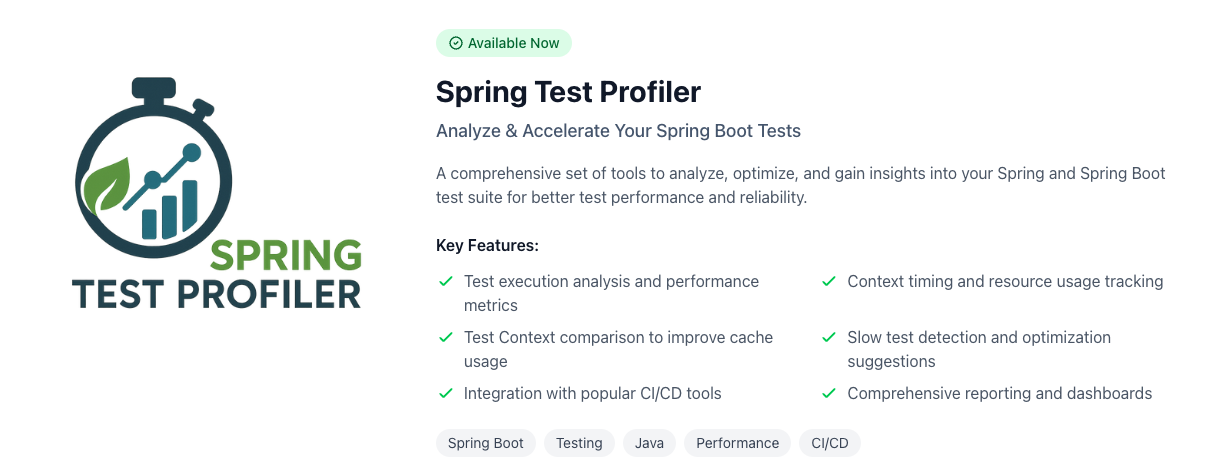 SPRING
TEST PROFILER
Available Now
Spring Test Profiler
Analyze & Accelerate Your Spring Boot Tests
A comprehensive set of tools to analyze, optimize, and gain insights into your Spring and Spring Boot
test suite for better test performance and reliability.
Key Features:
Test execution analysis and performance
metrics
Context timing and resource usage tracking
Test Context comparison to improve cache
usage
Slow test detection and optimization
suggestions
Integration with popular CI/CD tools
Comprehensive reporting and dashboards
Spring Boot
Testing
Java
Performance
CI/CD